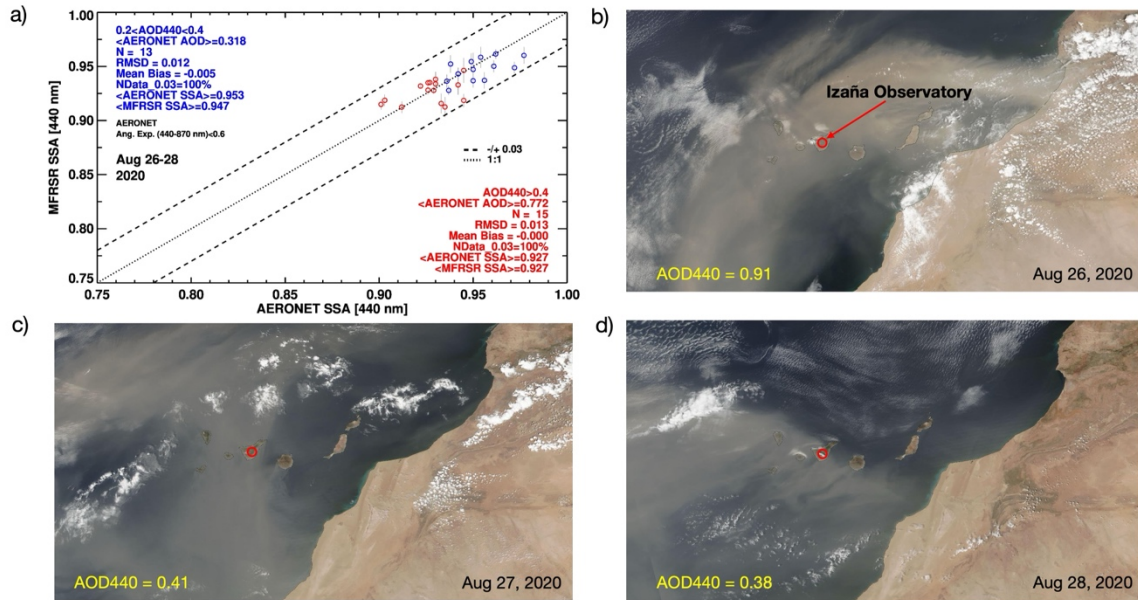 a)
0.2<AOD440<0.4
<AERONET AOD>=0.318
N = 13
RMSD = 0.012
Mean Bias = -0.005
NData_0.03=100%
<AERONET SSA>=0.953
<MFRSR SSA>=0.947
AERONET
Ang. Exp. (440-870 nm)<0.6
Aug 26-28
2020
-/+ 0.03
1:1
AOD440>0.4
<AERONET AOD>=0.772
N = 15
RMSD = 0.013
Mean Bias = -0.000
NData_0.03=100%
<AERONET SSA>=0.927
<MFRSR SSA>=0.927
MFRSR SSA [440 nm]
1.00
0.95
0.90
0.85
0.80
0.75
0.75
0.80
0.85
0.90
0.95
1.00
AERONET SSA [440 nm]
b)
Izaña Observatory
AOD440 = 0.91
Aug 26, 2020
c)
AOD440 = 0.41
Aug 27, 2020
d)
AOD440 = 0.38
Aug 28, 2020